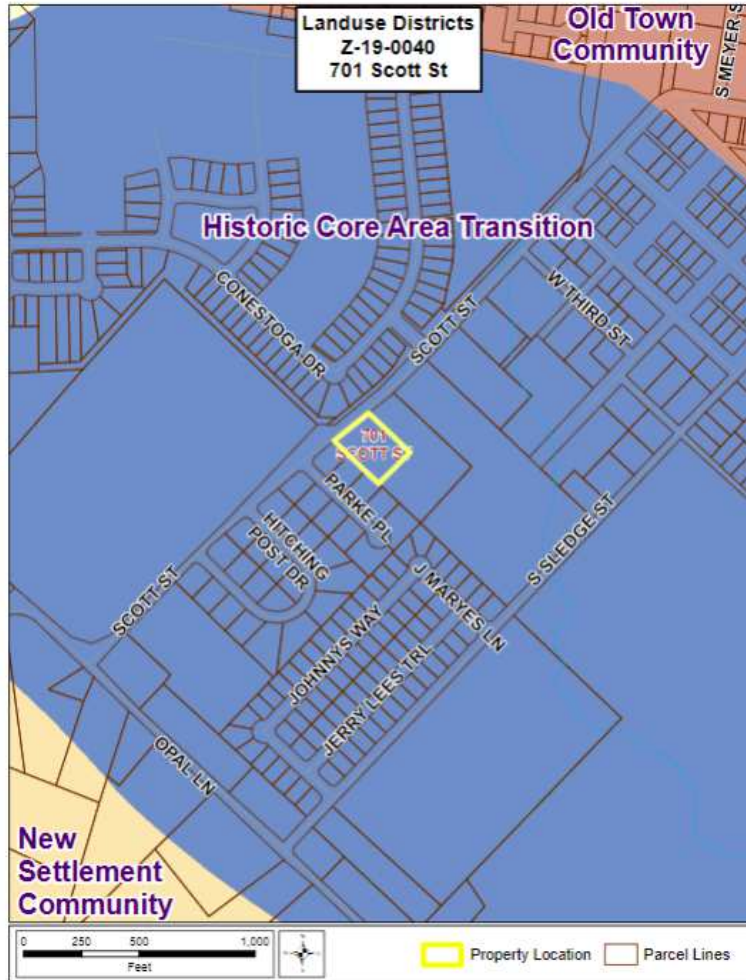 Landuse Districts
Z-19-0040
701 Scott St
Old Town
Community
S MEYER S
Historic Core Area Transition
CONESTOGA DR
SCOTT ST
W THIRD ST
701
SCOTT ST
PARKE PL
HITCHING
POST DR
S SLEDGE ST
SCOTT ST
J MARYES LN
JOHNNYS WAY
JERRY LEES TRL
OPAL LN
New
Settlement
Community
0 250 500 1,000
Feet
Property Location
Parcel Lines